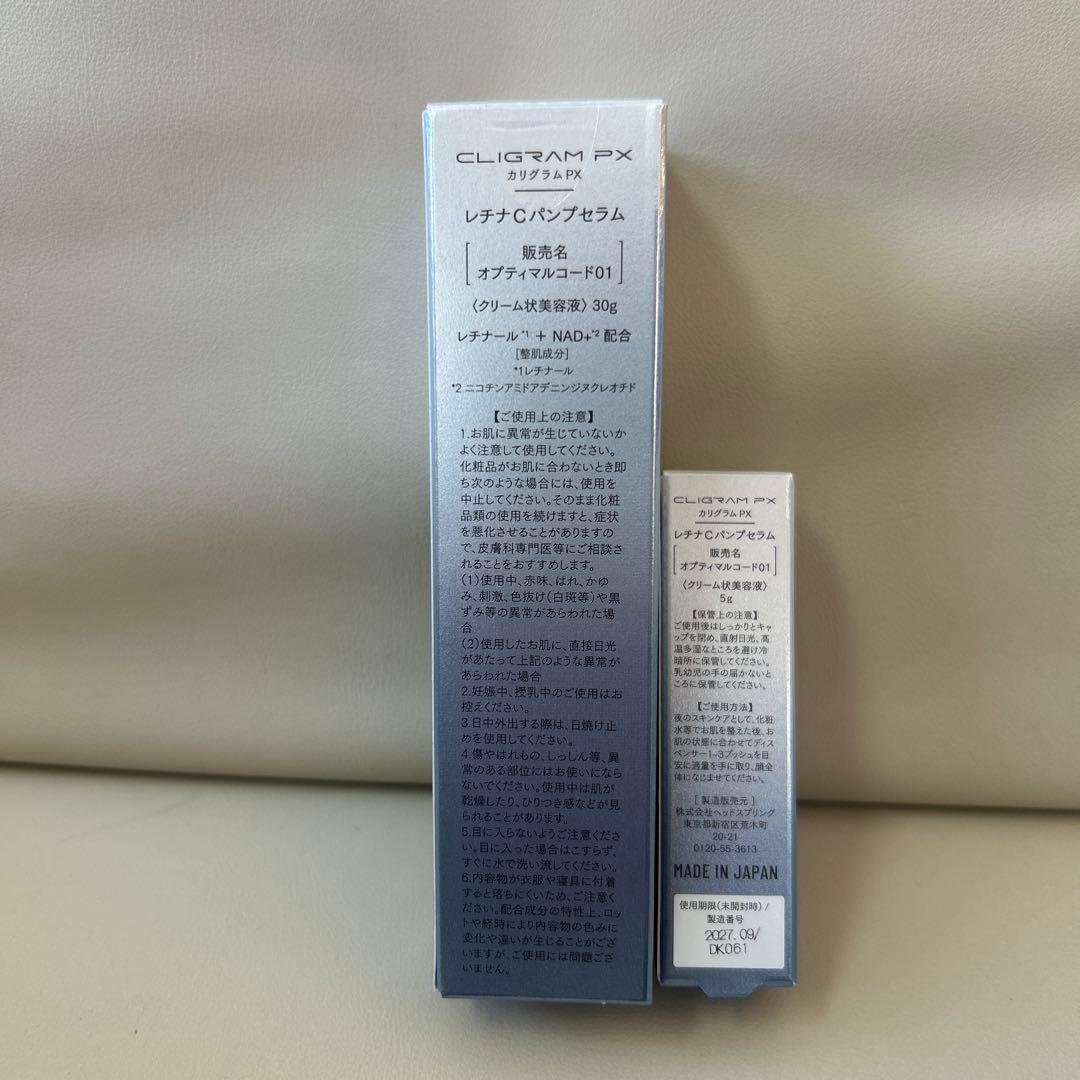 CLIGRAM PX
カリグラムPX
レチナCパンプセラム
販売名
オプティマルコード01
〈クリーム状美容液〉30g
レチナール*1 + NAD+*2 配合
[整肌成分]
*1レチナール
*2 ニコチンアミドアデニンジヌクレオチド
【ご使用上の注意】
1.お肌に異常が生じていないか
よく注意して使用してください。
化粧品がお肌に合わないとき即
ち次のような場合には、使用を
中止してください。そのまま化粧
品類の使用を続けますと、症状
を悪化させることがありますの
で、皮膚科専門医等にご相談さ
れることをおすすめします。
(1)使用中、赤味、はれ、かゆ
み、刺激、色抜け(白斑等)や黒
ずみ等の異常があらわれた場
合
(2)使用したお肌に、直接日光
があたって上記のような異常が
あらわれた場合
2.妊娠中、授乳中のご使用はお
控えください。
3.日中外出する際は、日焼け止
めを使用してください。
4.傷やはれもの、しっしん等、異
常のある部位にはお使いになら
ないでください。使用中は肌が
乾燥したり、ひりつき感などが見
られることがあります。
5.目に入らないようご注意くださ
い。目に入った場合はこすらず、
すぐに水で洗い流してください。
6.内容物が衣服や寝具に付着
すると落ちにくいため、ご注意く
ださい。配合成分の特性上、ロッ
トや経時により内容物の色みに
変化や違いが生じることがござ
いますが、ご使用には問題ござ
いません。
CLIGRAM PX
カリグラムPX
レチナCパンプセラム
販売名
オプティマルコード01
〈クリーム状美容液〉
5g
【保管上の注意】
ご使用後はしっかりとキャ
ップを閉め、直射日光、高
温多湿なところを避け冷
暗所に保管してください。
乳幼児の手の届かないと
ころに保管してください。
【ご使用方法】
夜のスキンケアとして、化粧
水等でお肌を整えた後、お
肌の状態に合わせてディス
ペンサー1~3プッシュを目
安に適量を手に取り、顔全
体になじませてください。
[製造販売元]
株式会社ヘッドスプリング
東京都新宿区荒木町
20-21
0120-55-3613
MADE IN JAPAN
使用期限(未開封時)/
製造番号
2027.09/
DK061